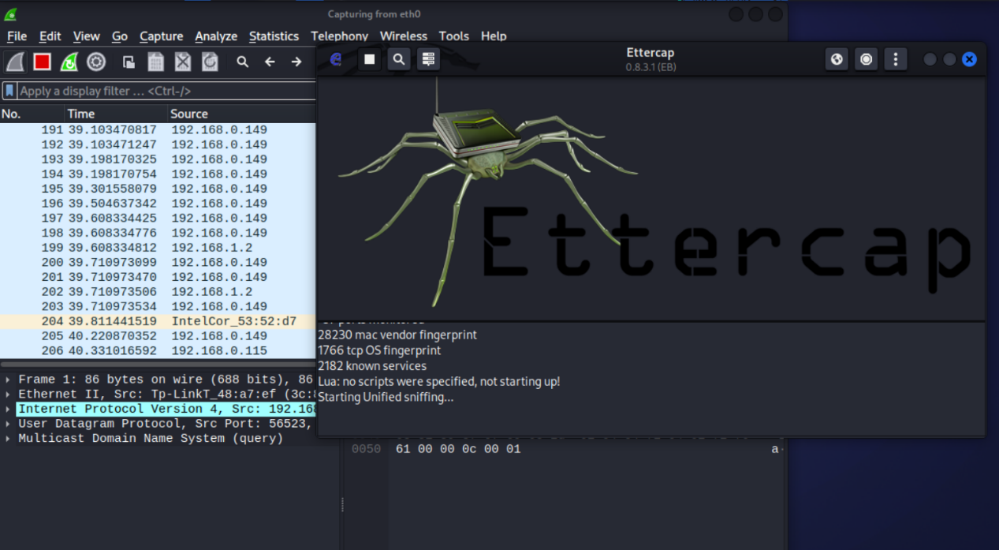 Capturing from eth0
File Edit View Go Capture Analyze Statistics Telephony Wireless Tools Help
Ettercap
0.8.3.1 (EB)
Apply a display filter … <Ctrl-/>
No. Time Source
191 39.103470817 192.168.0.149
192 39.103471247 192.168.0.149
193 39.198170325 192.168.0.149
194 39.198170754 192.168.0.149
195 39.301558079 192.168.0.149
196 39.504637342 192.168.0.149
197 39.608334425 192.168.0.149
198 39.608334776 192.168.0.149
199 39.608334812 192.168.1.2
200 39.710973099 192.168.0.149
201 39.710973470 192.168.0.149
202 39.710973506 192.168.1.2
203 39.710973534 192.168.0.149
204 39.811441519 IntelCor_53:52:d7
205 40.220870352 192.168.0.149
206 40.331016592 192.168.0.115
Ettercap
ports monitored
28230 mac vendor fingerprint
1766 tcp OS fingerprint
2182 known services
Lua: no scripts were specified, not starting up!
Starting Unified sniffing...
Frame 1: 86 bytes on wire (688 bits), 86
Ethernet II, Src: Tp-LinkT_48:a7:ef (3c:
Internet Protocol Version 4, Src: 192.168
User Datagram Protocol, Src Port: 56523,
Multicast Domain Name System (query)
0050 61 00 00 0c 00 01 a·